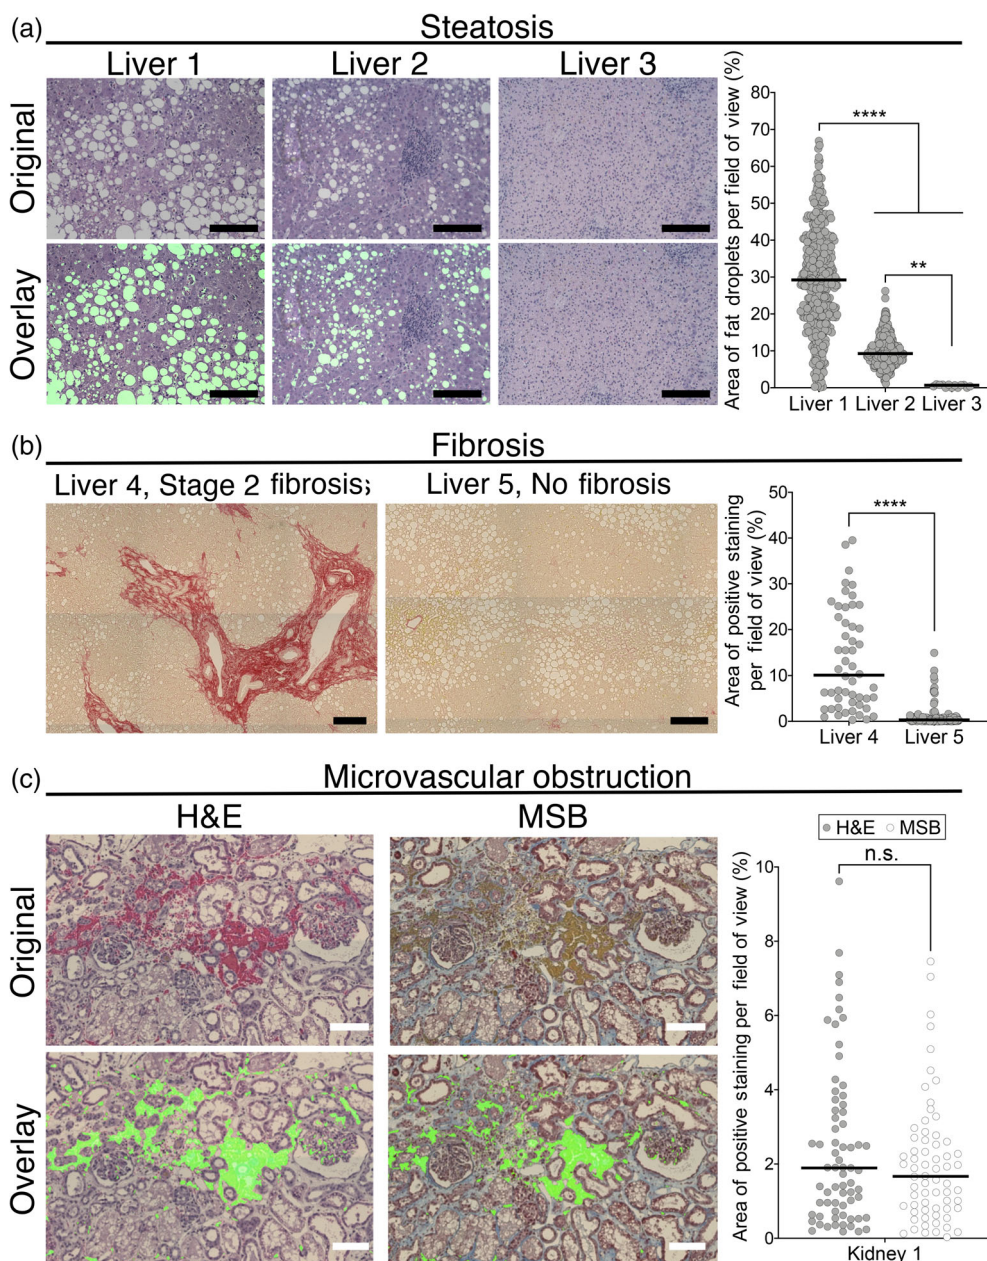 (a)
Steatosis
Liver 1
Liver 2
Liver 3
Original
Overlay
Area of fat droplets per field of view (%)
80
70
60
50
40
30
20
10
0
****
**
Liver 1
Liver 2
Liver 3
(b)
Fibrosis
Liver 4, Stage 2 fibrosis;
Liver 5, No fibrosis
Area of positive staining
per field of view (%)
50
40
30
20
10
0
****
Liver 4
Liver 5
(c)
Microvascular obstruction
H&E
MSB
Original
Overlay
H&E MSB
n.s.
Area of positive staining per field of view (%)
10
8
6
4
2
0
Kidney 1